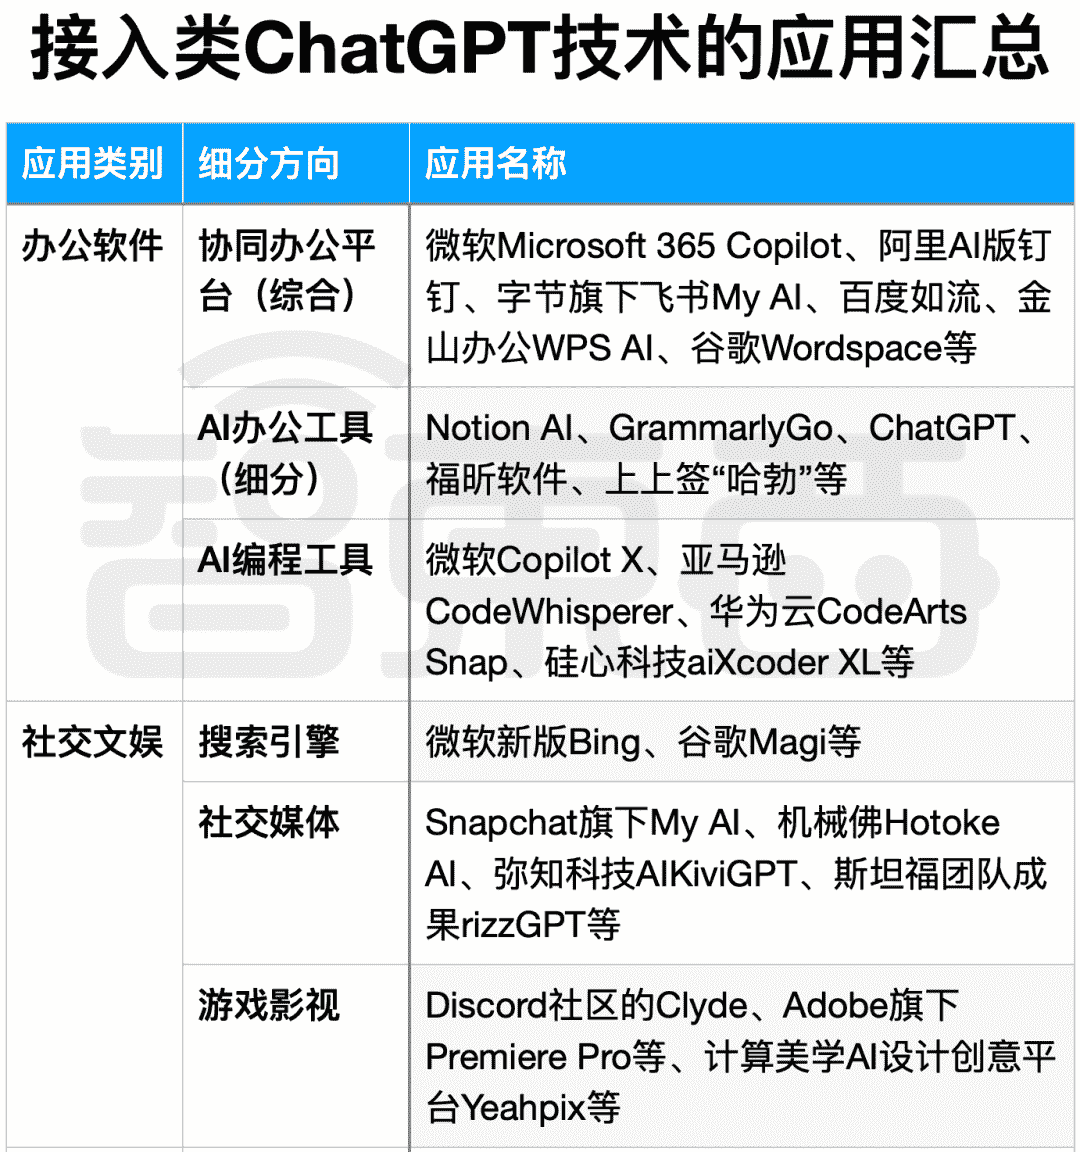 接入类ChatGPT技术的应用汇总
应用类别 细分方向 应用名称
办公软件 协同办公平台（综合） 微软Microsoft 365 Copilot、阿里AI版钉
钉、字节旗下飞书My AI、百度如流、金
山办公WPS AI、谷歌Wordspace等
AI办公工具
（细分）
Notion AI、GrammarlyGo、ChatGPT、
福昕软件、上上签“哈勃”等
AI编程工具
微软Copilot X、亚马逊
CodeWhisperer、华为云CodeArts
Snap、硅心科技aiXcoder XL等
社交文娱
搜索引擎
微软新版Bing、谷歌Magi等
社交媒体
Snapchat旗下My AI、机械佛Hotoke
AI、弥知科技AIKiviGPT、斯坦福团队成
果rizzGPT等
游戏影视
Discord社区的Clyde、Adobe旗下
Premiere Pro等、计算美学AI设计创意平
台Yeahpix等
智东西